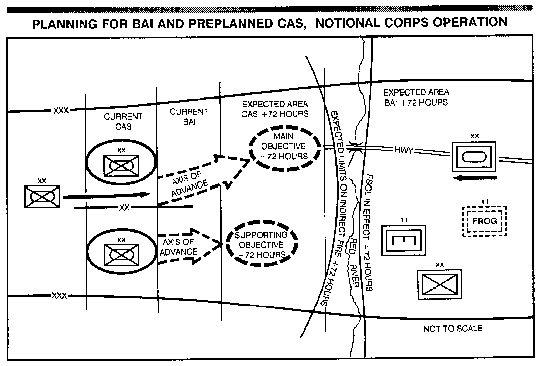 PLANNING FOR BAI AND PREPLANNED CAS, NOTIONAL CORPS OPERATION
XXX
CURRENT
CAS
CURRENT
BAI
EXPECTED AREA
CAS +72 HOURS
EXPECTED AREA
BAI +72 HOURS
MAIN
OBJECTIVE
+72 HOURS
XX
XX
XX
AXIS OF
ADVANCE
XX
XX
AXIS OF
ADVANCE
SUPPORTING
OBJECTIVE
+72 HOURS
EXPECTED LIMITS ON INDIRECT FIRE +72 HOURS
RED RIVER
FSCL IN EFFECT +72 HOURS
HWY
XX
FROG
XX
XXX
NOT TO SCALE